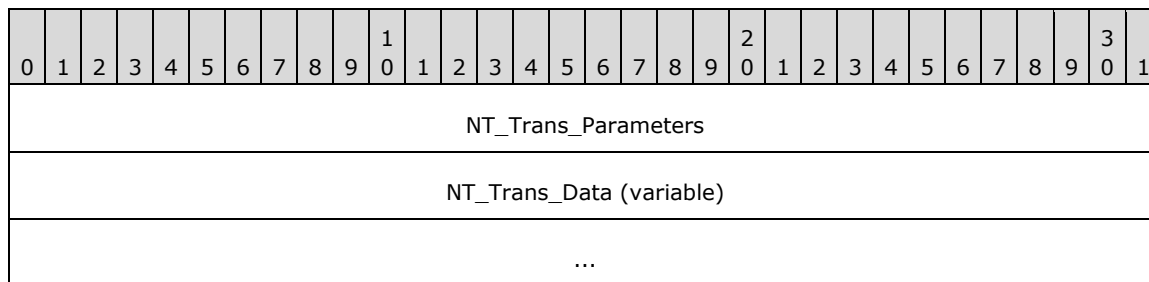 1 2 3
0 1 2 3 4 5 6 7 8 9 0 1 2 3 4 5 6 7 8 9 0 1 2 3 4 5 6 7 8 9 0 1
NT_Trans_Parameters
NT_Trans_Data (variable)
...